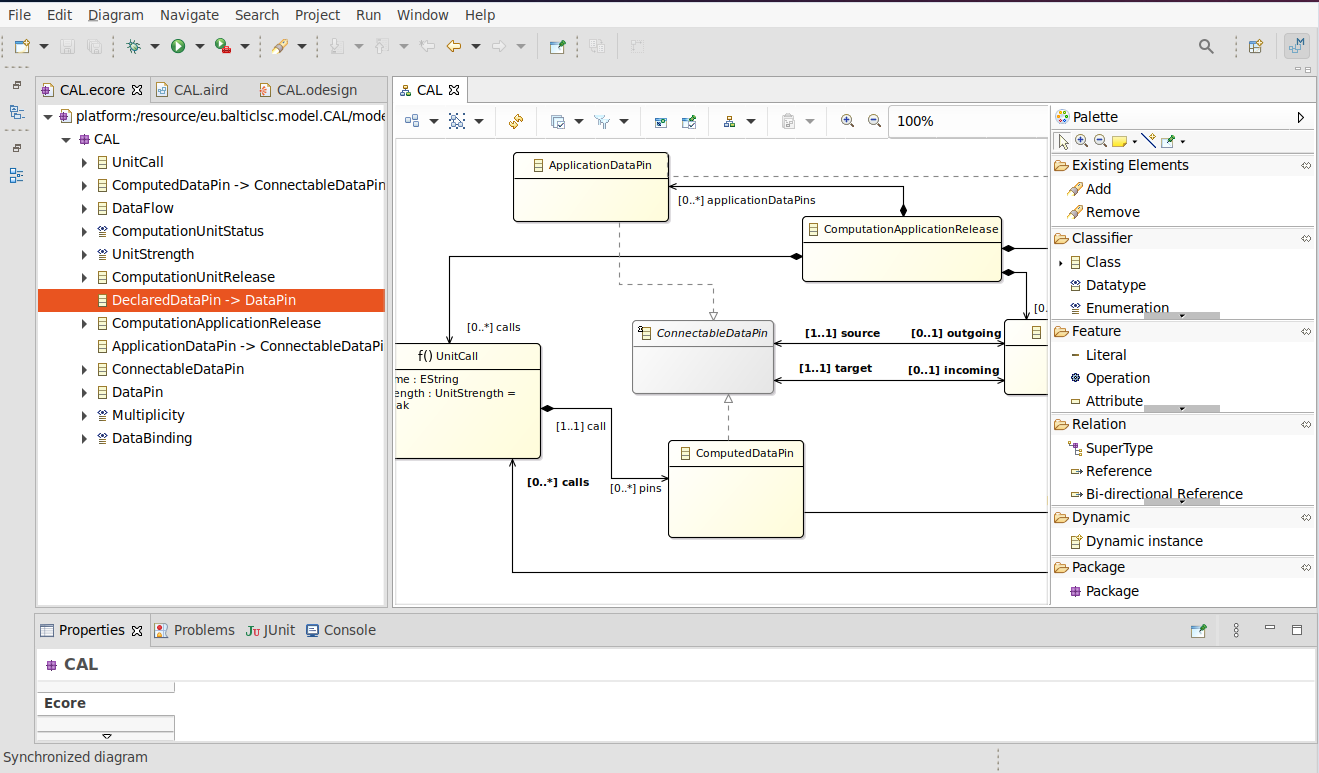 File Edit Diagram Navigate Search Project Run Window Help
CAL.ecore CAL.aird CAL.odesign
platform:/resource/eu.balticlsc.model.CAL/mode
CAL
UnitCall
ComputedDataPin -> ConnectableDataPin
DataFlow
ComputationUnitStatus
UnitStrength
ComputationUnitRelease
DeclaredDataPin -> DataPin
ComputationApplicationRelease
ApplicationDataPin -> ConnectableDataPi
ConnectableDataPin
DataPin
Multiplicity
DataBinding
CAL
100%
ApplicationDataPin
[0..*] applicationDataPins
ComputationApplicationRelease
[0..
[0..*] calls
ConnectableDataPin
[1..1] source
[0..1] outgoing
[1..1] target
[0..1] incoming
f() UnitCall
me : EString
ength : UnitStrength =
ak
[1..1] call
[0..*] pins
[0..*] calls
ComputedDataPin
Palette
Existing Elements
Add
Remove
Classifier
Class
Datatype
Enumeration
Feature
Literal
Operation
Attribute
Relation
SuperType
Reference
Bi-directional Reference
Dynamic
Dynamic instance
Package
Package
Properties Problems JUnit Console
CAL
Ecore
Synchronized diagram